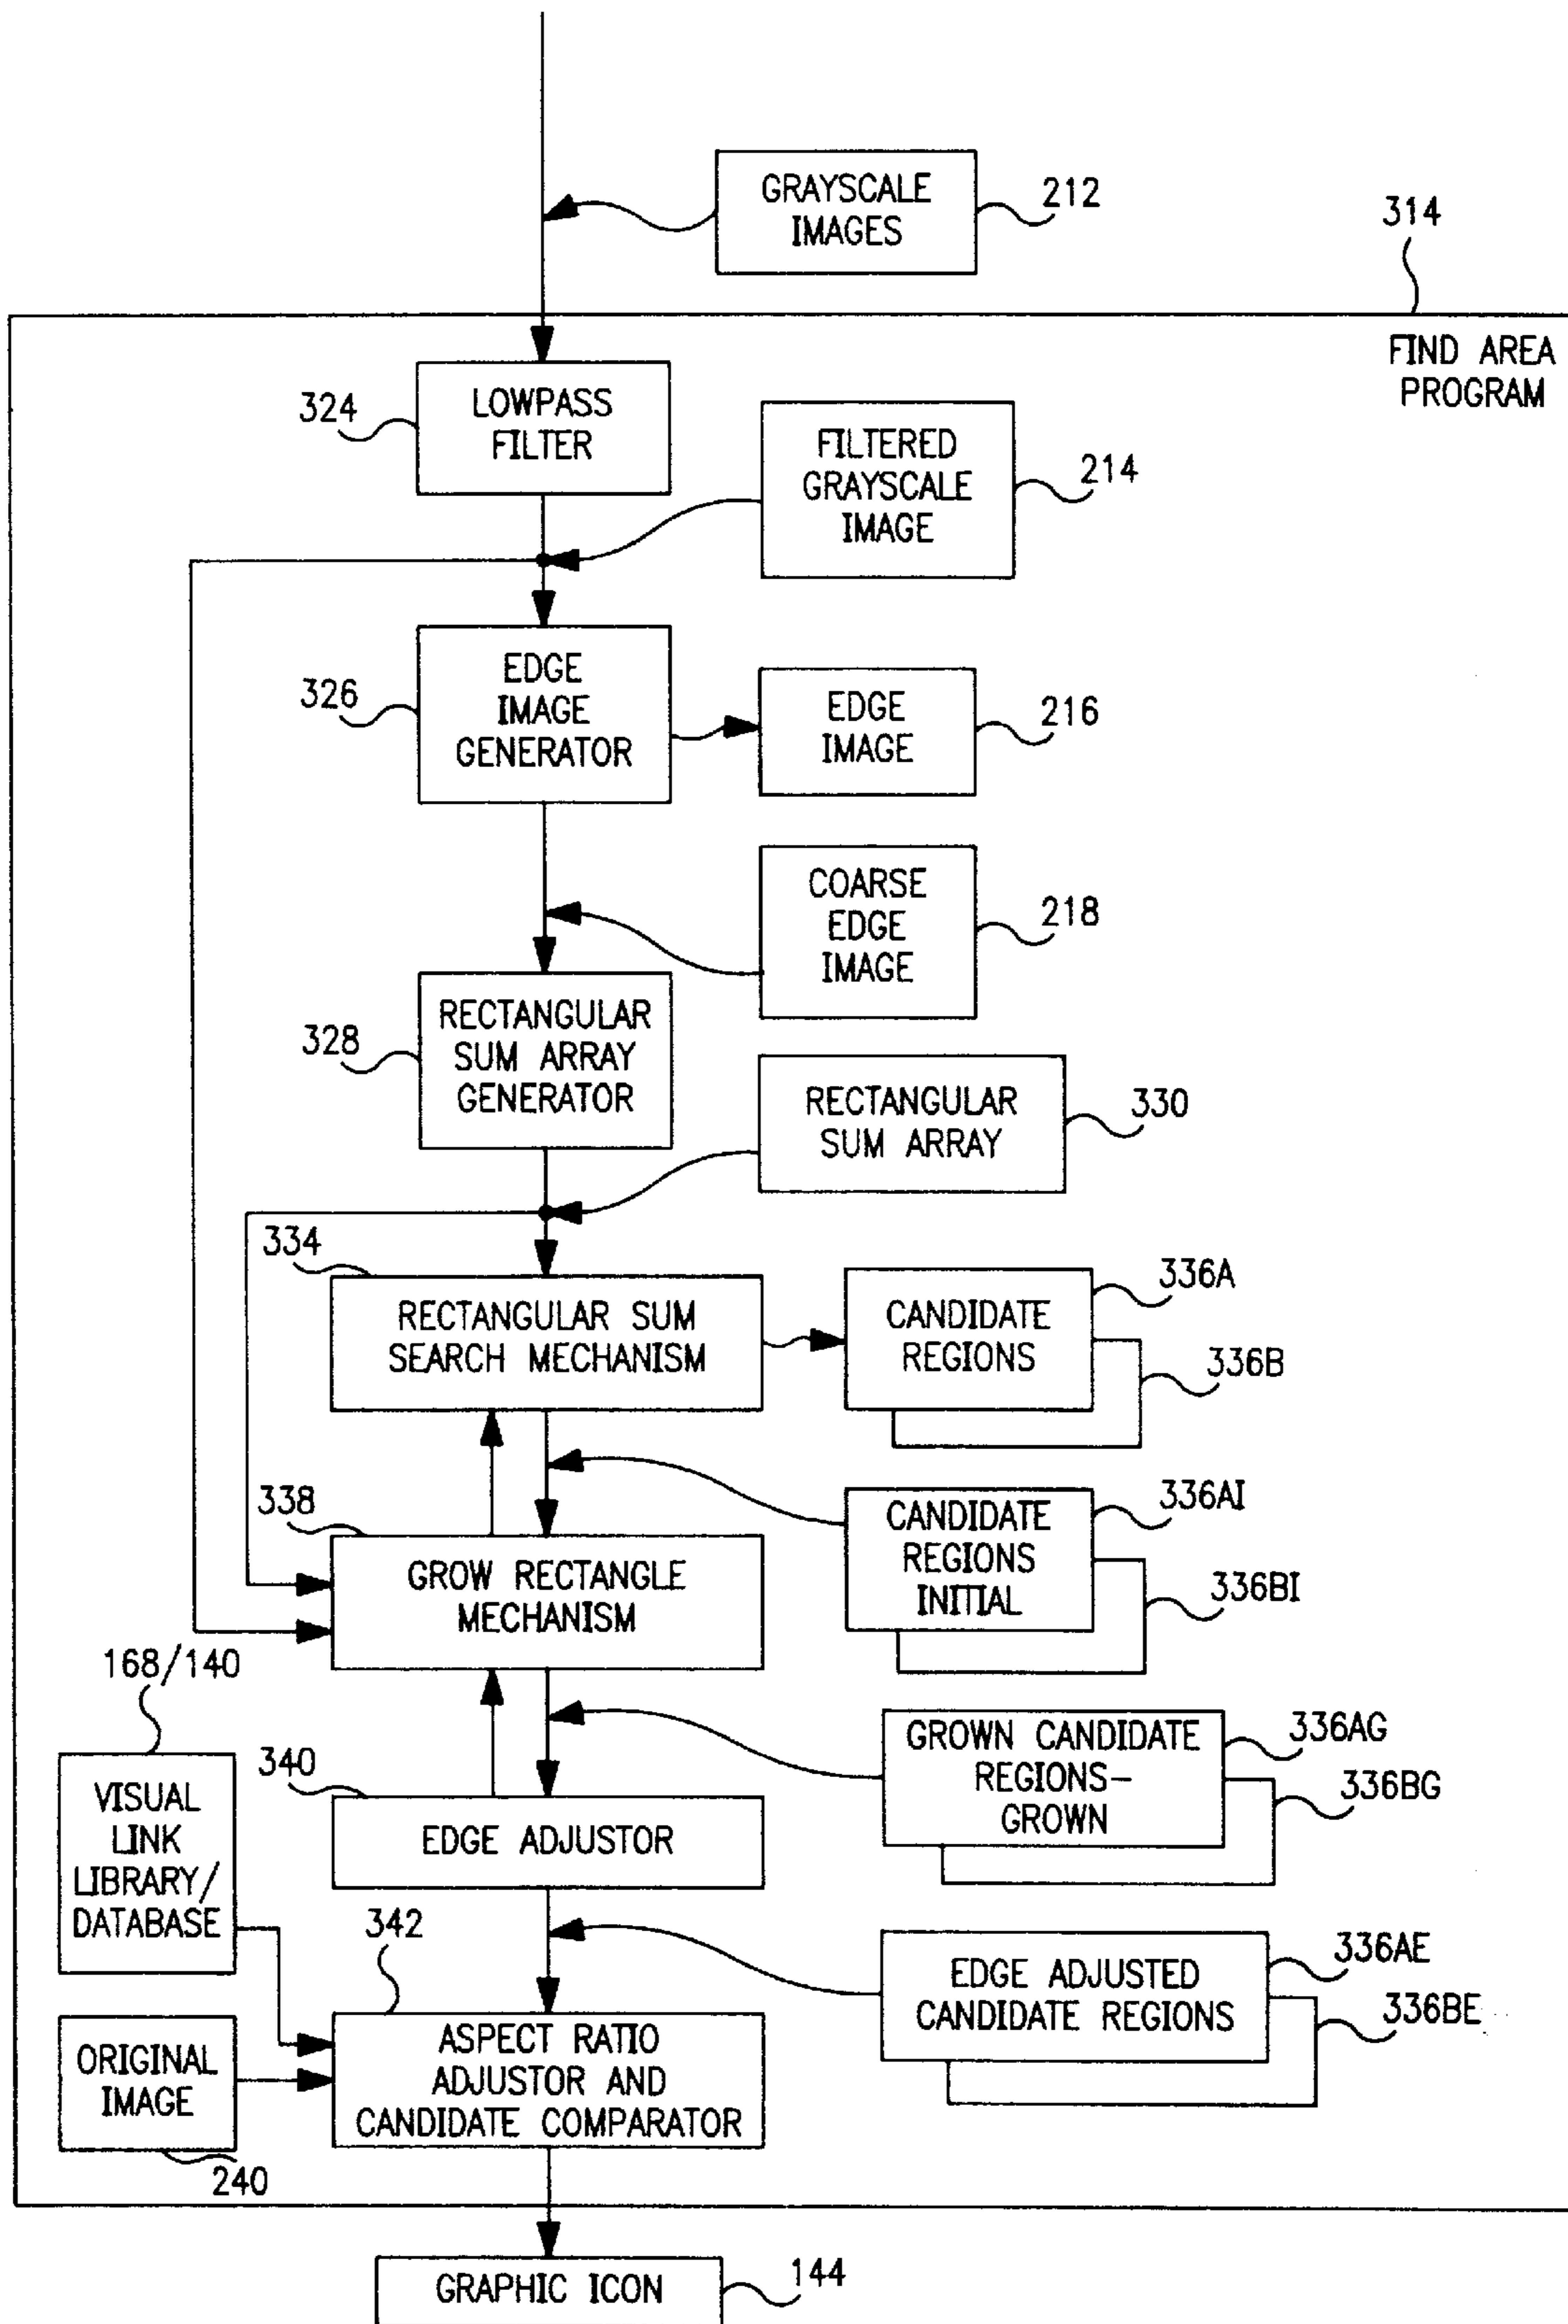 GRAYSCALE
IMAGES
212
314
FIND AREA
PROGRAM
324
LOWPASS
FILTER
FILTERED
GRAYSCALE
IMAGE
214
326
EDGE
IMAGE
GENERATOR
EDGE
IMAGE
216
COARSE
EDGE
IMAGE
218
328
RECTANGULAR
SUM ARRAY
GENERATOR
RECTANGULAR
SUM ARRAY
330
334
RECTANGULAR SUM
SEARCH MECHANISM
CANDIDATE
REGIONS
336A
336B
338
GROW RECTANGLE
MECHANISM
CANDIDATE
REGIONS
INITIAL
336AI
336BI
168/140
VISUAL
LINK
LIBRARY/
DATABASE
340
EDGE ADJUSTOR
GROWN CANDIDATE
REGIONS-
GROWN
336AG
336BG
342
ASPECT RATIO
ADJUSTOR AND
CANDIDATE COMPARATOR
EDGE ADJUSTED
CANDIDATE REGIONS
336AE
336BE
ORIGINAL
IMAGE
240
GRAPHIC ICON
144